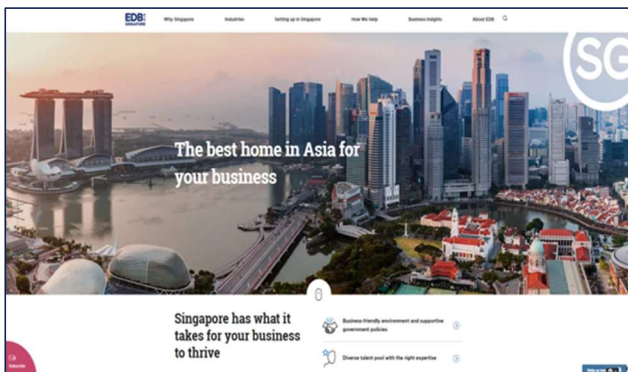 EDB
SINGAPORE
Why Singapore
Industries
Setting up in Singapore
How We Help
Business Insights
About EDB
SG
The best home in Asia for
your business
Singapore has what it
takes for your business
to thrive
Business-friendly environment and supportive
government policies
Diverse talent pool with the right expertise
Subscribe